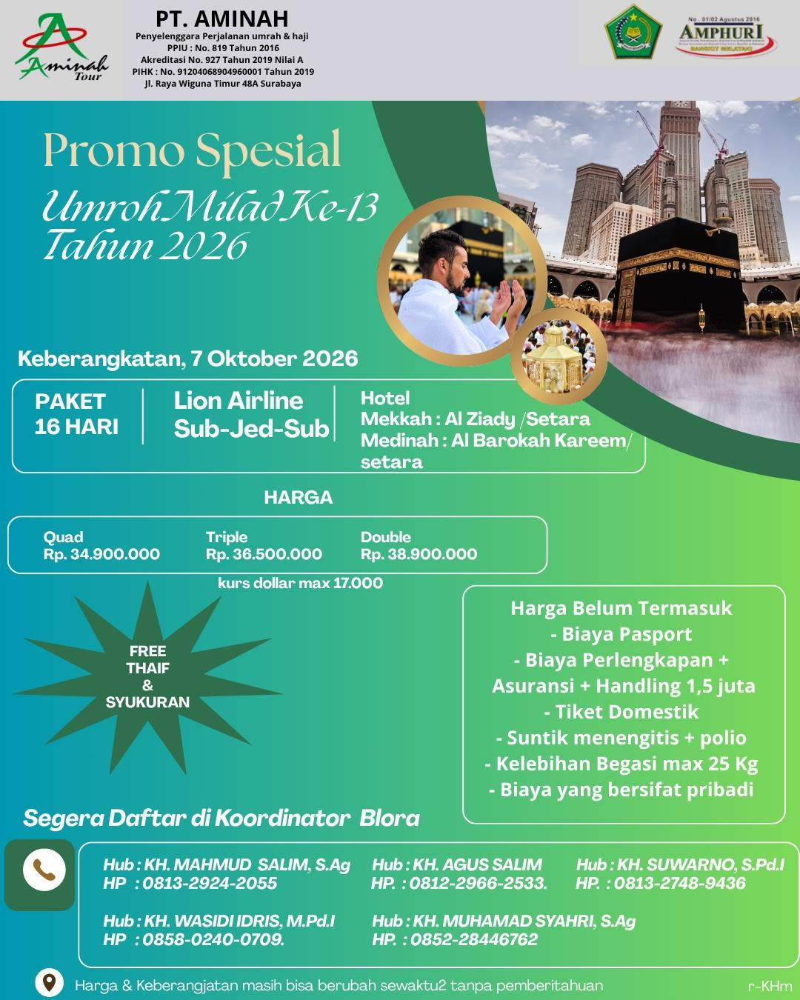 Aminah
Tour
PT. AMINAH
Penyelenggara Perjalanan umrah & haji
PPIU : No. 819 Tahun 2016
Akreditasi No. 927 Tahun 2019 Nilai A
PIHK : No. 91204068904960001 Tahun 2019
Jl. Raya Wiguna Timur 48A Surabaya
No . 01/02 Agustus 2016
AMPHURI
BANGKIT MELAYANI
Promo Spesial
Umroh Milad Ke-13
Tahun 2026
Keberangkatan, 7 Oktober 2026
PAKET
16 HARI
Lion Airline
Sub-Jed-Sub
Hotel
Mekkah : Al Ziady /Setara
Medinah : Al Barokah Kareem/
setara
HARGA
Quad
Rp. 34.900.000
Triple
Rp. 36.500.000
Double
Rp. 38.900.000
kurs dollar max 17.000
FREE
THAIF
&
SYUKURAN
Harga Belum Termasuk
- Biaya Pasport
- Biaya Perlengkapan +
Asuransi + Handling 1,5 juta
- Tiket Domestik
- Suntik menengitis + polio
- Kelebihan Begasi max 25 Kg
- Biaya yang bersifat pribadi
Segera Daftar di Koordinator Blora
Hub : KH. MAHMUD SALIM, S.Ag
HP : 0813-2924-2055
Hub : KH. AGUS SALIM
HP. : 0812-2966-2533.
Hub : KH. SUWARNO, S.Pd.I
HP. : 0813-2748-9436
Hub : KH. WASIDI IDRIS, M.Pd.I
HP : 0858-0240-0709.
Hub : KH. MUHAMAD SYAHRI, S.Ag
HP. : 0852-28446762
Harga & Keberangjatan masih bisa berubah sewaktu2 tanpa pemberitahuan
r-KHm